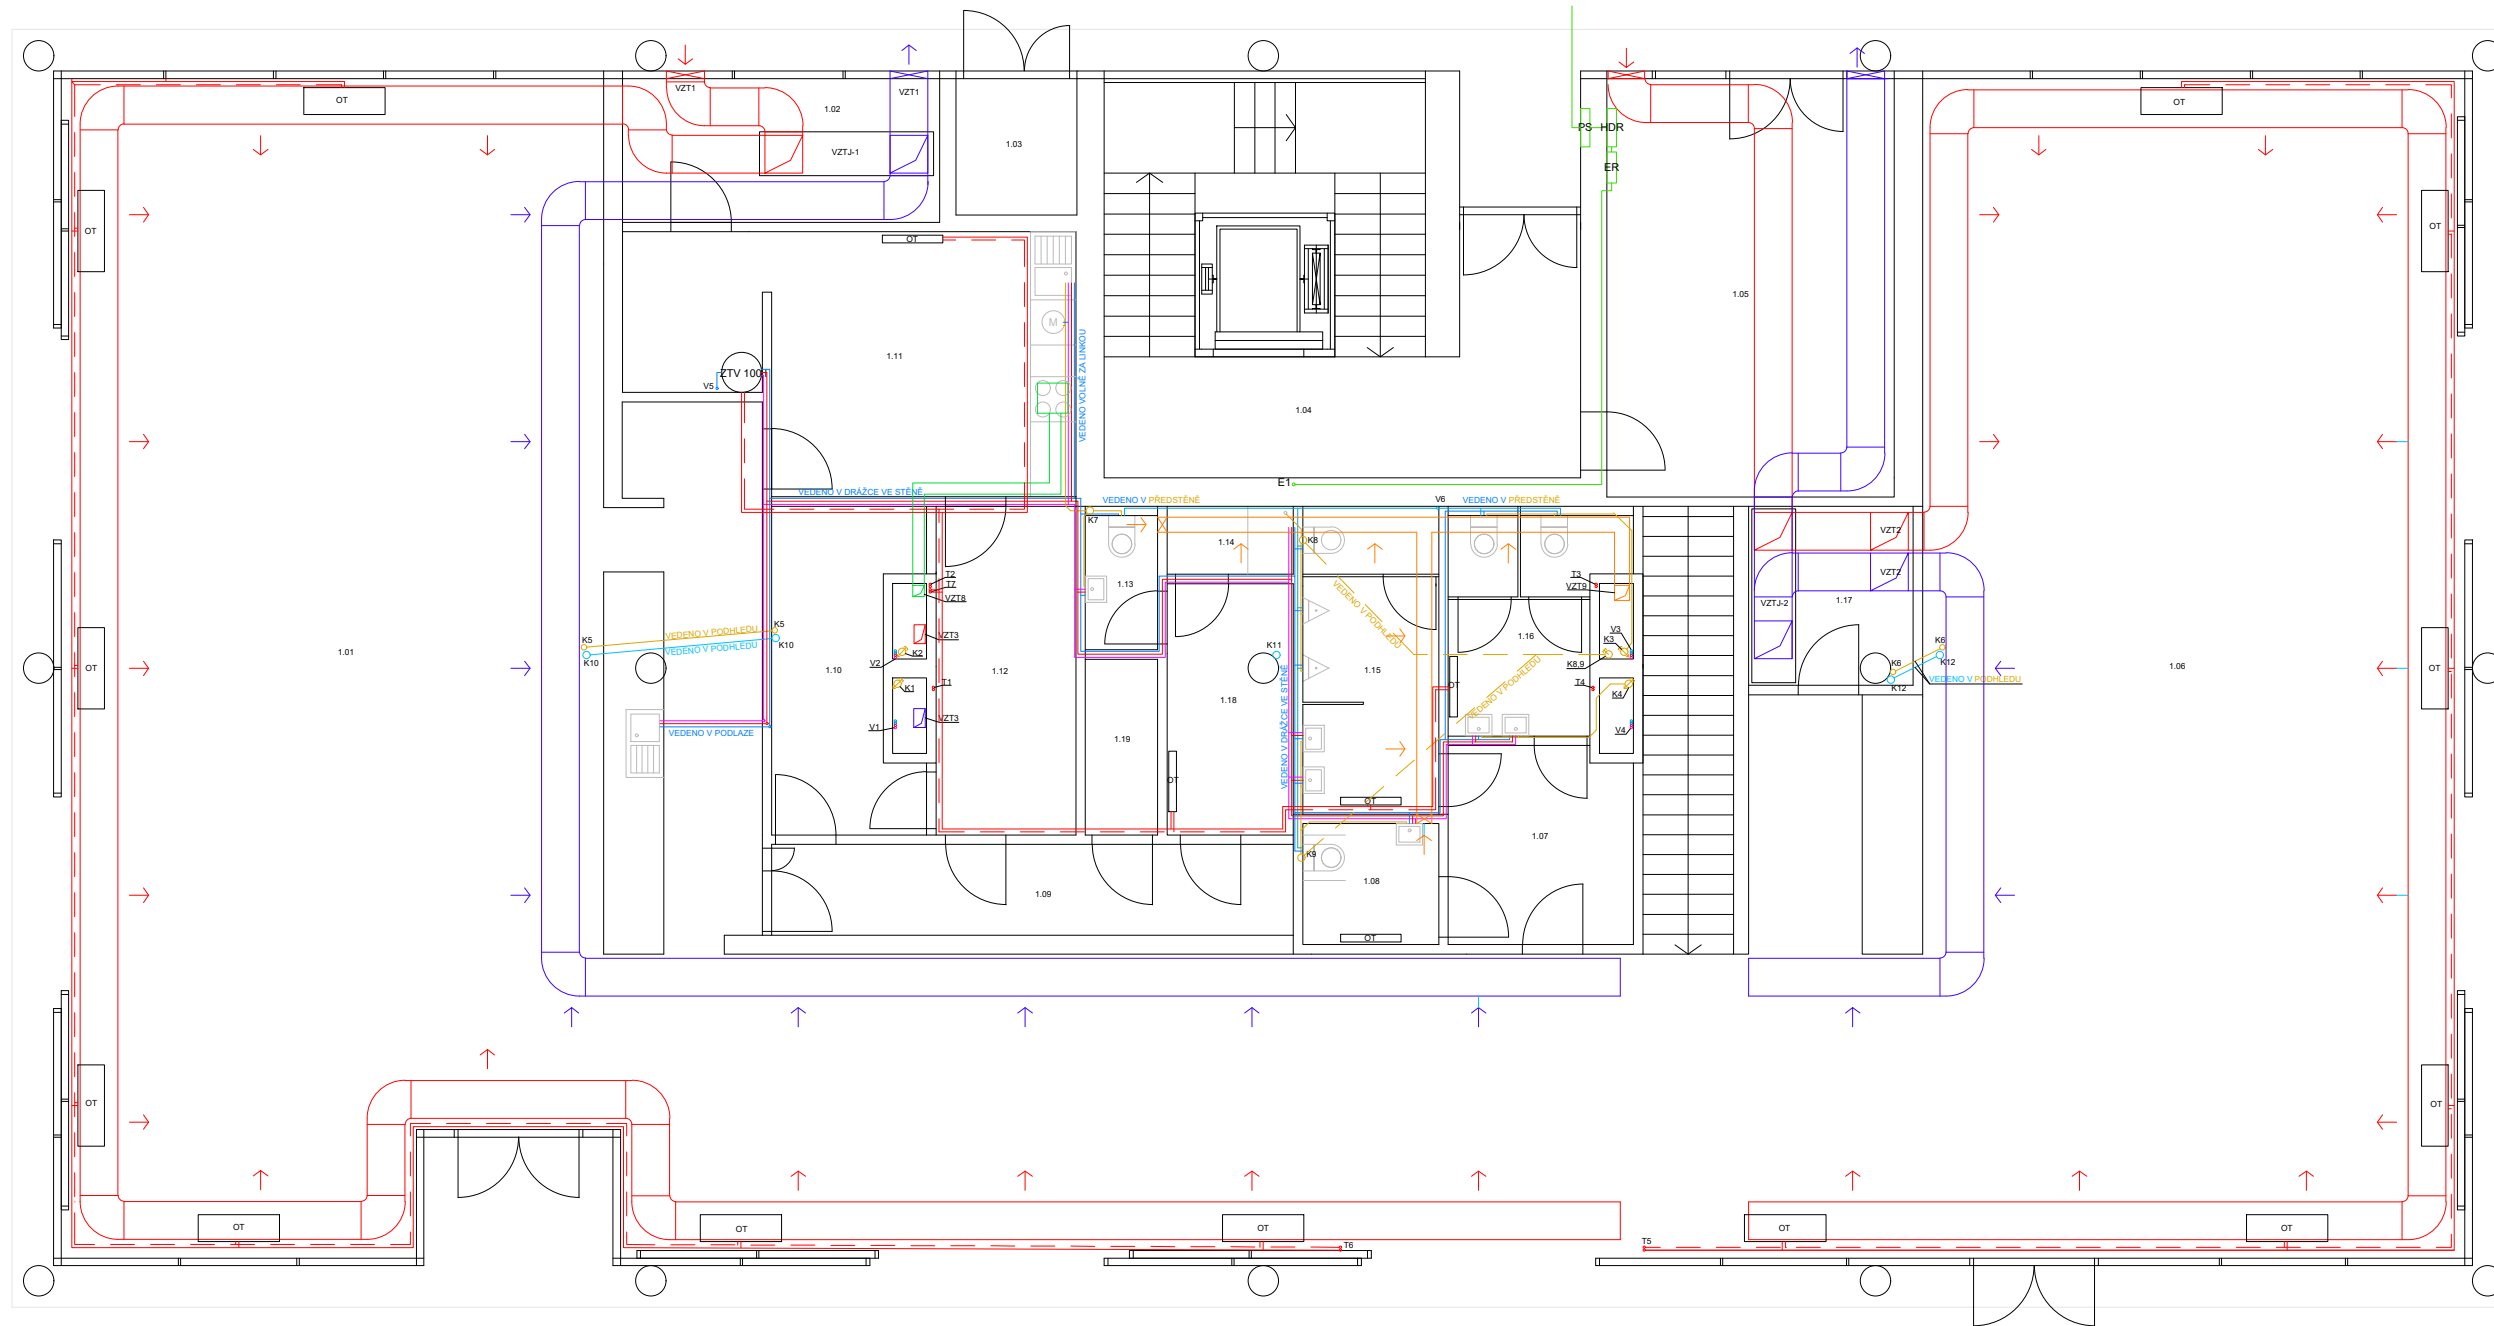 VZT1
VZT1
OT
1.02
OT
PS
HDR
1.03
VZTJ-1
ER
OT
OT
OT
1.05
M
VEDENO VOLNĚ ZA LINKOU
1.11
ZTV 100
V5
1.04
E1
VEDENO V DRÁŽCE VE STĚNĚ
VEDENO V PŘEDSTĚNĚ
V6
VEDENO V PŘEDSTĚNĚ
K7
VZT2
K8
1.14
T2
T7
T3
VZT2
1.13
VZT9
VZT8
VEDENO V PODHLEDU
VZTJ-2
1.17
K5
K5
VEDENO V PODHLEDU
V3
VZT3
1.16
K3
K6
K10
K11
1.01
VEDENO V PODHLEDU
K2
K10
V2
K8,9
K6
K12
OT
1.10
1.12
1.15
1.06
OT
VEDENO V PODHLEDU
K12
K1
T1
OT
T4
K4
VEDENO V PODHLEDU
1.18
VZT3
V1
V4
VEDENO V PODLAZE
VEDENO V DRÁŽCE VE STĚNĚ
1.19
OT
OT
1.07
K9
1.08
1.09
OT
OT
OT
OT
OT
OT
OT
OT
T6
T5